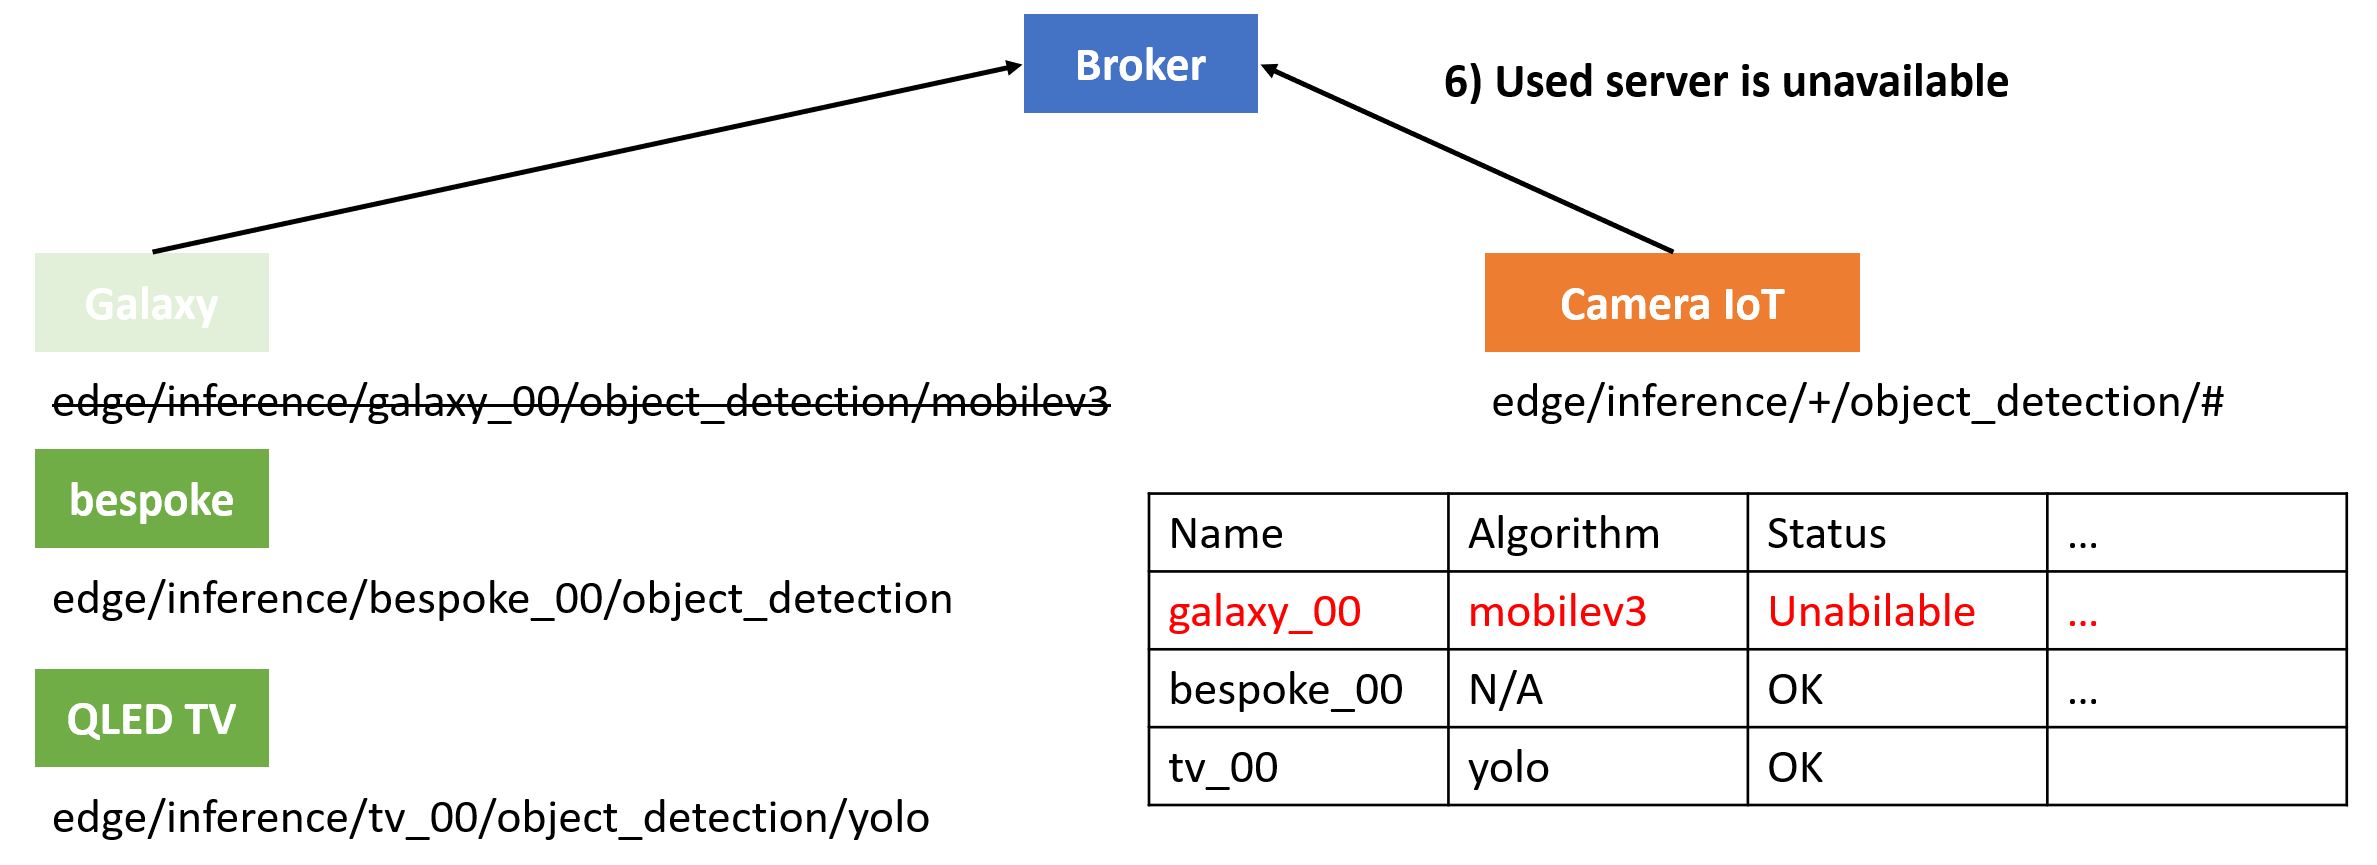 Broker
6) Used server is unavailable
Galaxy
Camera IoT
edge/inference/galaxy_00/object_detection/mobilev3
edge/inference/+/object_detection/#
bespoke
edge/inference/bespoke_00/object_detection
QLED TV
edge/inference/tv_00/object_detection/yolo
Name Algorithm Status ...
galaxy_00 mobilev3 Unabilable ...
bespoke_00 N/A OK ...
tv_00 yolo OK